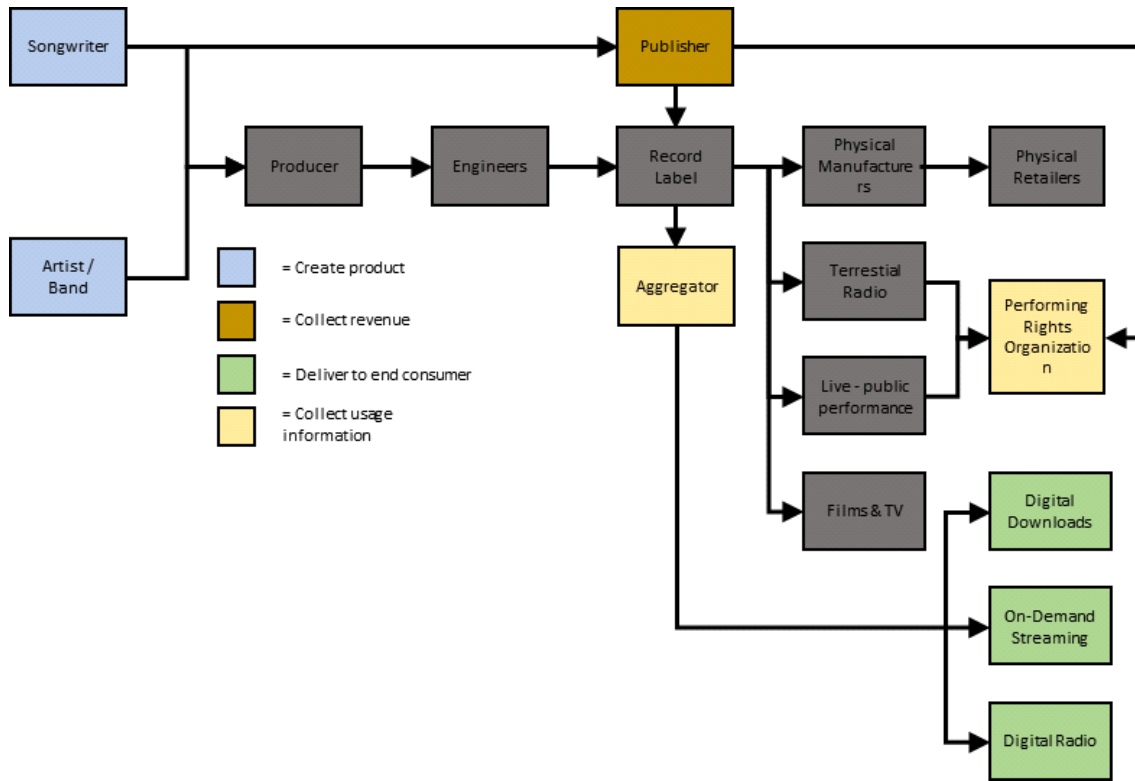 Songwriter
Publisher
Producer
Engineers
Record
Label
Physical
Manufacture
rs
Physical
Retailers
Artist /
Band
= Create product
= Collect revenue
= Deliver to end consumer
= Collect usage
information
Aggregator
Terrestial
Radio
Performing
Rights
Organizatio
n
Live - public
performance
Films & TV
Digital
Downloads
On-Demand
Streaming
Digital Radio